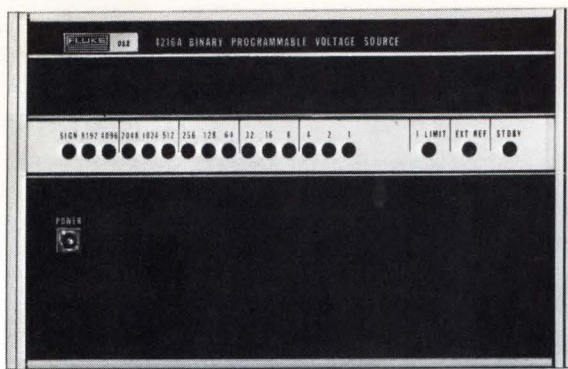 FLUKE 4216A BINARY PROGRAMMABLE VOLTAGE SOURCE
SIGN 8192 4096 2048 1024 512 256 128 64 32 16 8 4 2 1 I LIMIT EXT REF STDBY
POWER